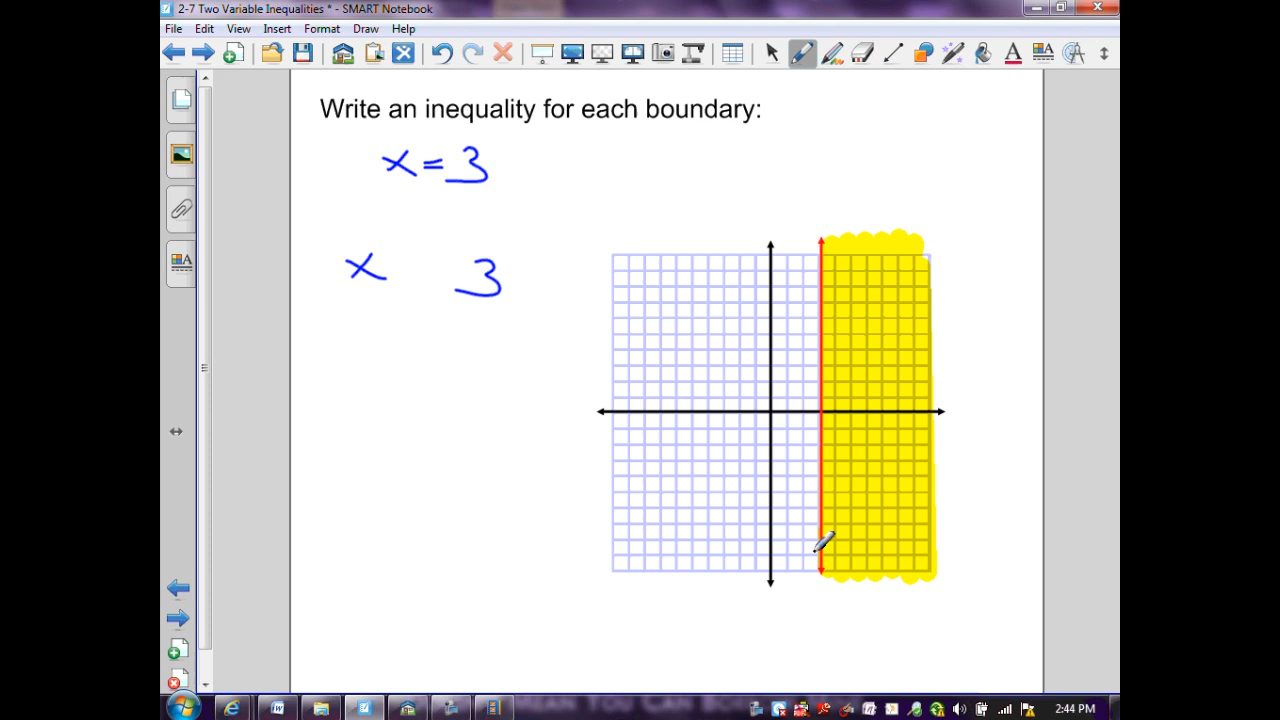 2-7 Two Variable Inequalities * - SMART Notebook
File Edit View Insert Format Draw Help
Write an inequality for each boundary:
x = 3
x 3
2:44 PM